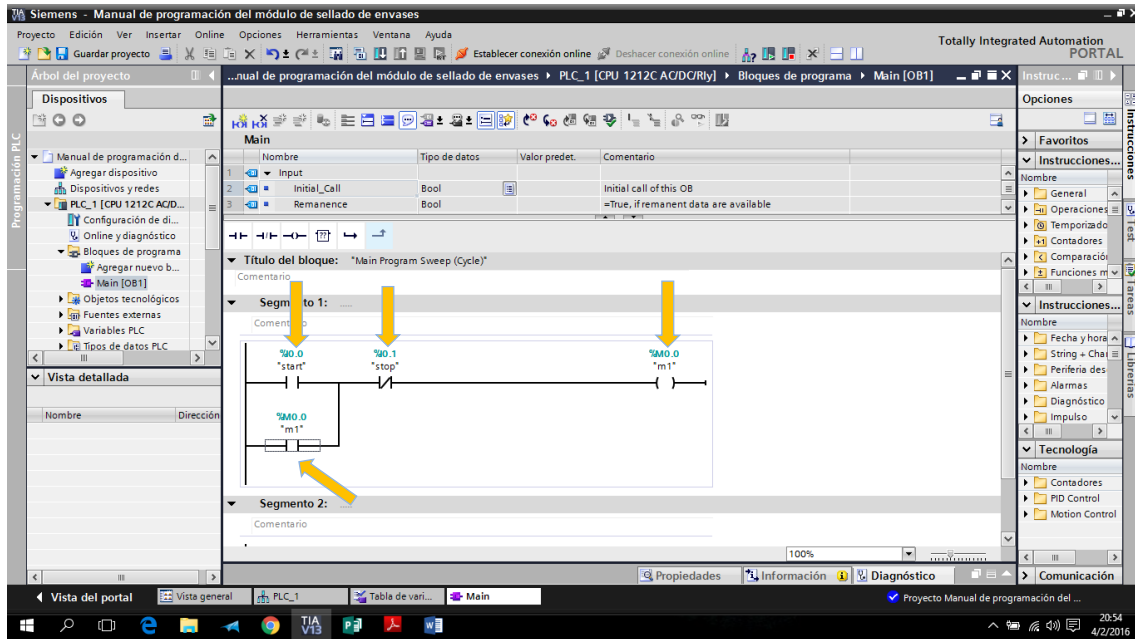 Siemens - Manual de programación del módulo de sellado de envases
Proyecto Edición Ver Insertar Online Opciones Herramientas Ventana Ayuda
Guardar proyecto Establecer conexión online Deshacer conexión online
Totally Integrated Automation
PORTAL
Árbol del proyecto
...nual de programación del módulo de sellado de envases PLC_1 [CPU 1212C AC/DC/Rly] Bloques de programa Main [OB1]
Instruc...
Dispositivos
Opciones
Programación PLC
Manual de programación d...
Agregar dispositivo
Dispositivos y redes
PLC_1 [CPU 1212C AC/D...
Configuración de di...
Online y diagnóstico
Bloques de programa
Agregar nuevo b...
Main [OB1]
Objetos tecnológicos
Fuentes externas
Variables PLC
Tipos de datos PLC
Vista detallada
Nombre Dirección
Main
Nombre Tipo de datos Valor predet. Comentario
1 Input
2 Initial_Call Bool Initial call of this OB
3 Remanence Bool =True, if remanent data are available
Título del bloque: "Main Program Sweep (Cycle)"
Comentario
Segmento 1: .....
%I0.0 %I0.1 %M0.0
"start" "stop" "m1"
%M0.0
"m1"
Segmento 2: .....
Comentario
100%
Propiedades Información Diagnóstico
Favoritos
Instrucciones...
Nombre
General
Operaciones
Temporizado
Contadores
Comparación
Funciones m
Instrucciones...
Nombre
Fecha y hora
String + Char
Periferia des
Alarmas
Diagnóstico
Impulso
Tecnología
Nombre
Contadores
PID Control
Motion Control
Comunicación
Instrucciones
Test
Tareas
Librerías
Vista del portal Vista general PLC_1 Tabla de vari... Main
Proyecto Manual de programación del ...
TIA
V13
20:54
4/2/2016